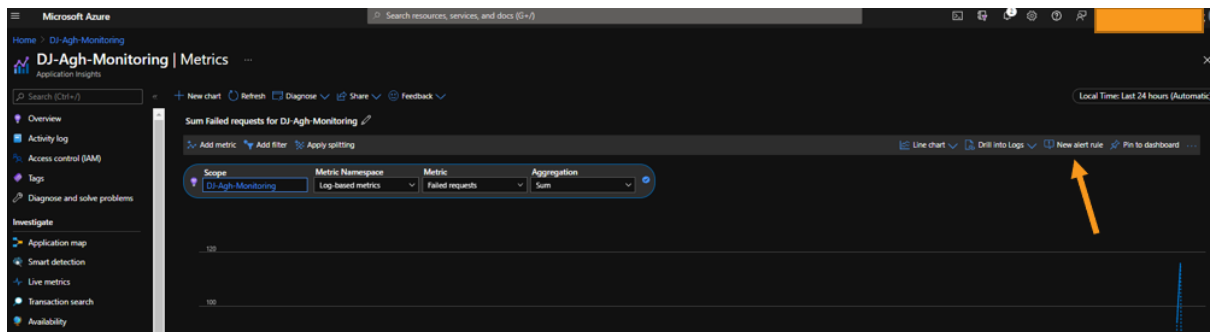 Microsoft Azure
Search resources, services, and docs (G+/)
Home > DJ-Agh-Monitoring
DJ-Agh-Monitoring | Metrics ...
Application Insights
Search (Ctrl+/)
New chart Refresh Diagnose Share Feedback
Local Time: Last 24 hours (Automatic
Overview
Sum Failed requests for DJ-Agh-Monitoring
Activity log
Add metric Add filter Apply splitting
Line chart Drill into Logs New alert rule Pin to dashboard ...
Access control (IAM)
Tags
Scope Metric Namespace Metric Aggregation
DJ-Agh-Monitoring Log-based metrics Failed requests Sum
Diagnose and solve problems
Investigate
Application map
120
Smart detection
Live metrics
Transaction search
100
Availability